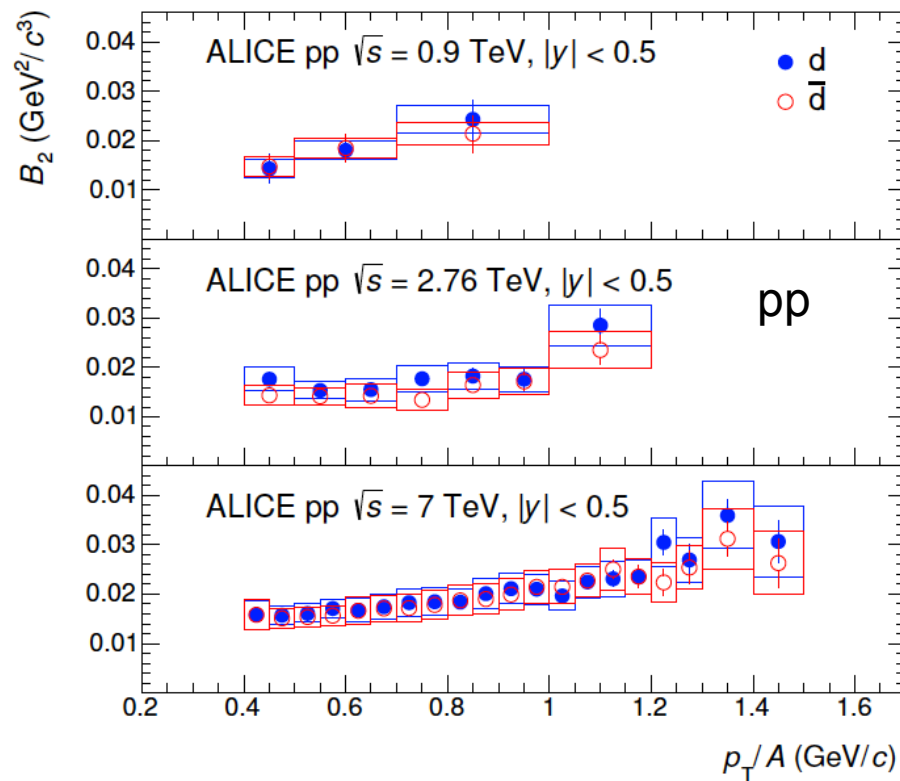 B₂ (GeV²/c³)
ALICE pp √s = 0.9 TeV, |y| < 0.5
d
d̅
0.04
0.03
0.02
0.01
ALICE pp √s = 2.76 TeV, |y| < 0.5
pp
0.04
0.03
0.02
0.01
ALICE pp √s = 7 TeV, |y| < 0.5
0.04
0.03
0.02
0.01
0.2 0.4 0.6 0.8 1 1.2 1.4 1.6
p_T/A (GeV/c)